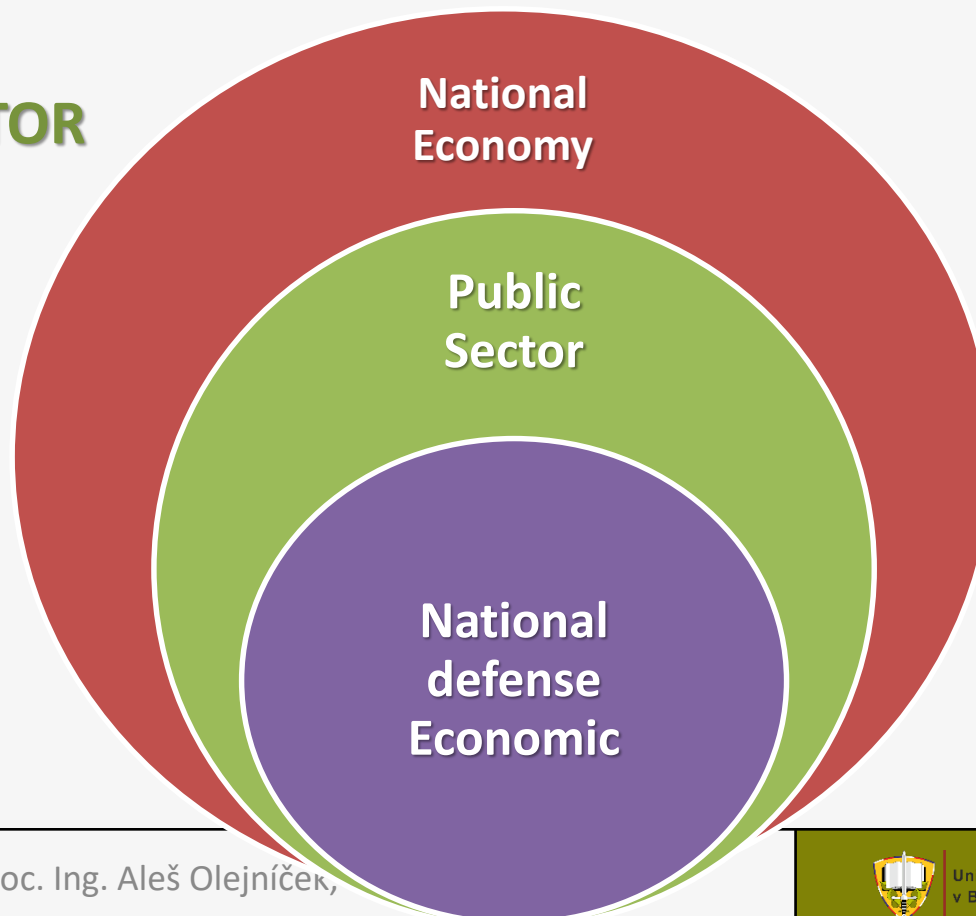 TOR
National
Economy
Public
Sector
National
defense
Economic
oc. Ing. Aleš Olejníček,
Un
v B